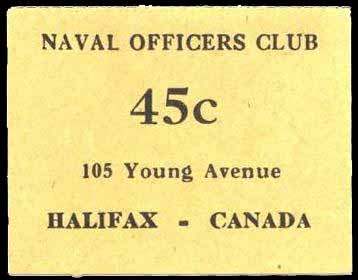 NAVAL OFFICERS CLUB
45c
105 Young Avenue
HALIFAX - CANADA